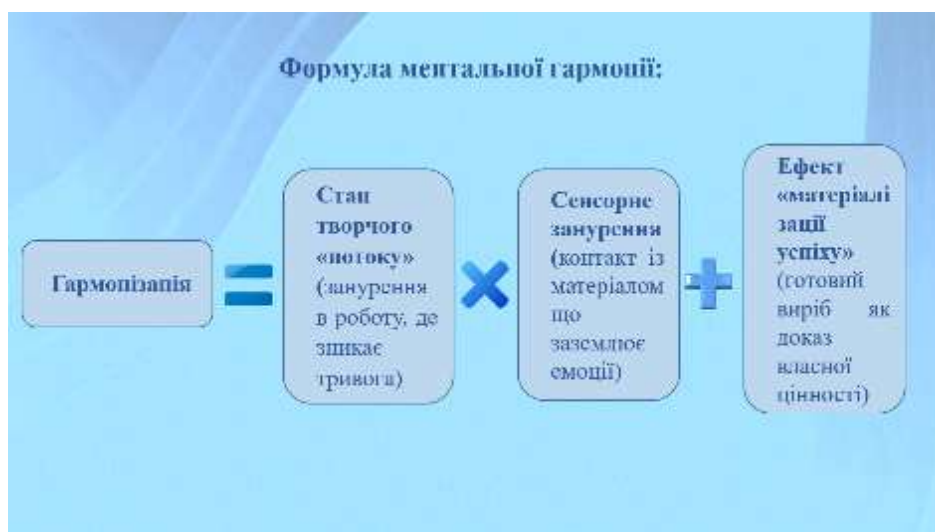 Формула ментальної гармонії:
Гармонізація
Стан
творчого
«потоку»
(занурення
в роботу, де
зникає
тривога)
Сенсорне
занурення
(контакт із
матеріалом
що
заземлює
емоції)
Ефект
«матеріалі
зації
успіху»
(готовий
виріб як
доказ
власної
цінності)